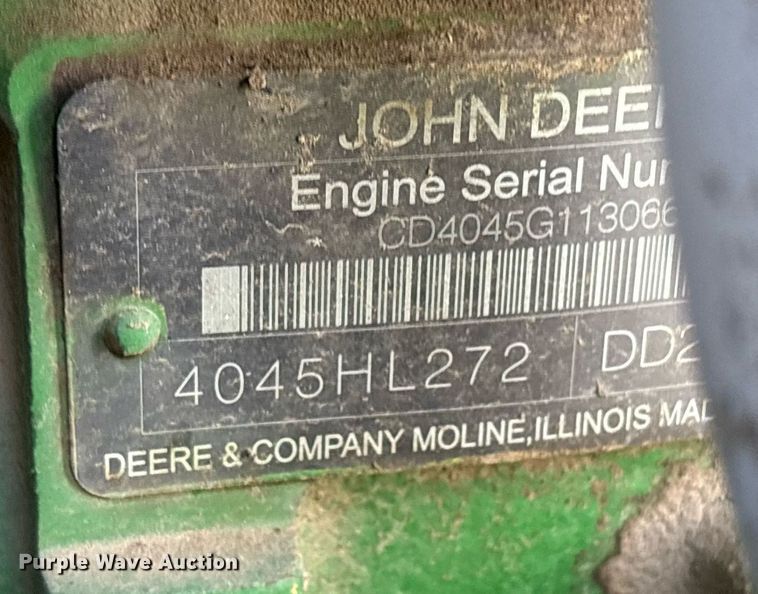 JOHN DEE
Engine Serial Nu
CD4045G11306
4045HL272 DD2
DEERE & COMPANY MOLINE,ILLINOIS MA
Purple Wave Auction